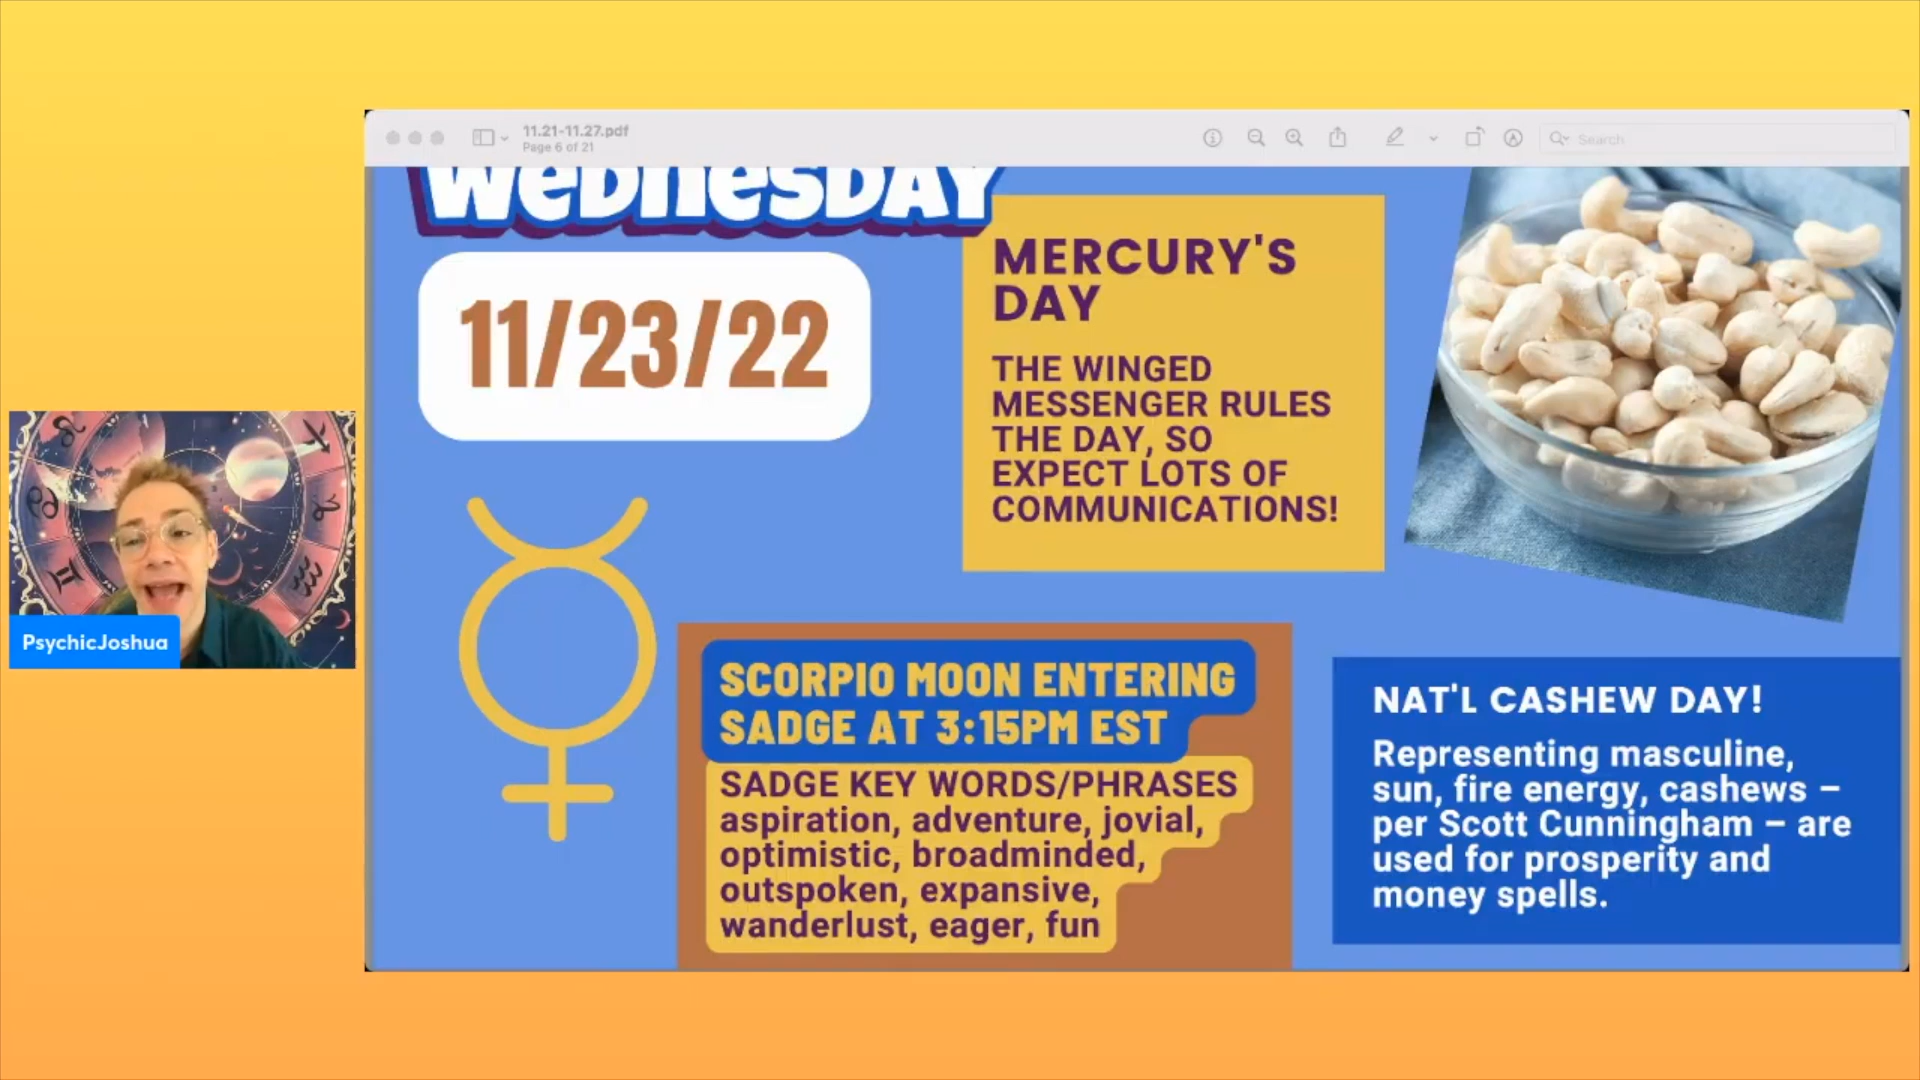 11.21-11.27.pdf
Page 6 of 21
Search
WeDnesDAY
11/23/22
MERCURY'S
DAY
THE WINGED
MESSENGER RULES
THE DAY, SO
EXPECT LOTS OF
COMMUNICATIONS!
SCORPIO MOON ENTERING
SADGE AT 3:15PM EST
SADGE KEY WORDS/PHRASES
aspiration, adventure, jovial,
optimistic, broadminded,
outspoken, expansive,
wanderlust, eager, fun
NAT'L CASHEW DAY!
Representing masculine,
sun, fire energy, cashews –
per Scott Cunningham – are
used for prosperity and
money spells.
PsychicJoshua